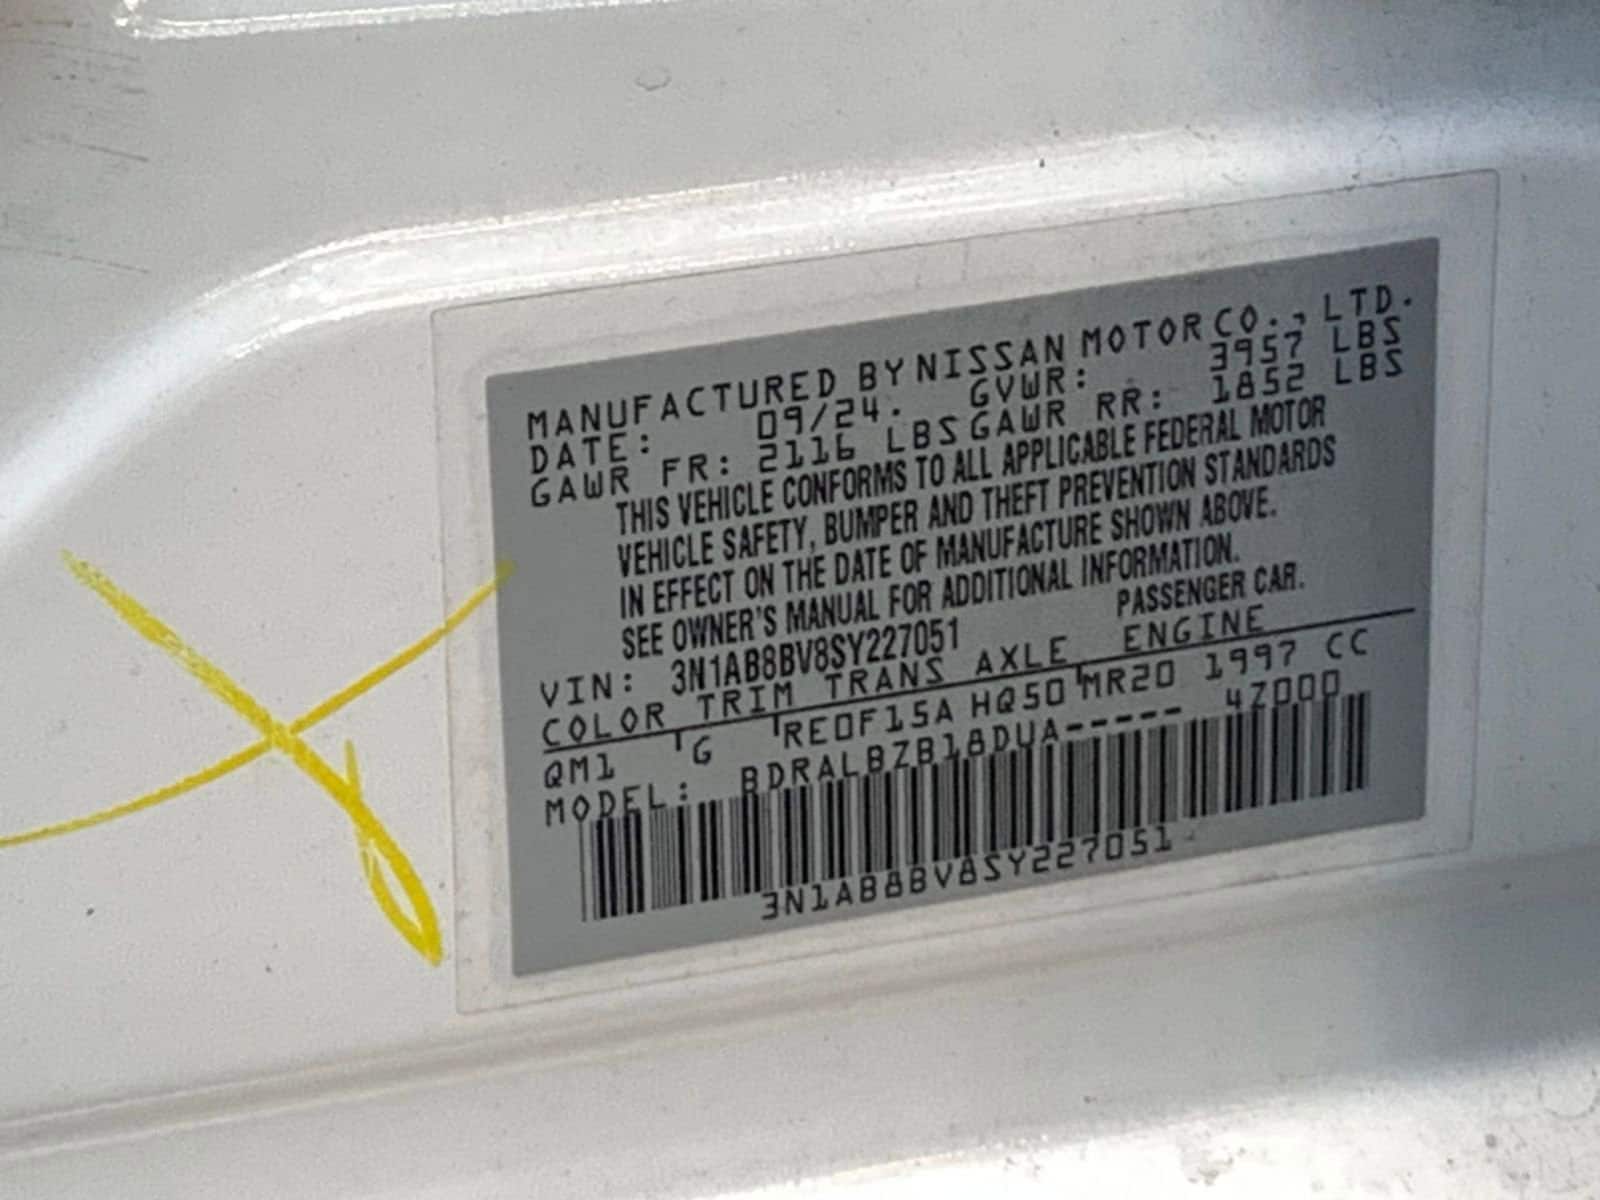 MANUFACTURED BY NISSAN MOTOR CO., LTD.
DATE: 09/24. GVWR: 3957 LBS
GAWR FR: 2116 LBS GAWR RR: 1852 LBS
THIS VEHICLE CONFORMS TO ALL APPLICABLE FEDERAL MOTOR
VEHICLE SAFETY, BUMPER AND THEFT PREVENTION STANDARDS
IN EFFECT ON THE DATE OF MANUFACTURE SHOWN ABOVE.
SEE OWNER'S MANUAL FOR ADDITIONAL INFORMATION.
VIN: 3N1AB8BV8SY227051 PASSENGER CAR.
COLOR TRIM TRANS AXLE ENGINE
QM1 G RE0F15A HQ50 MR20 1997 CC
MODEL: BDRALBZB18DUA----- 4Z000
3N1AB8BV8SY227051